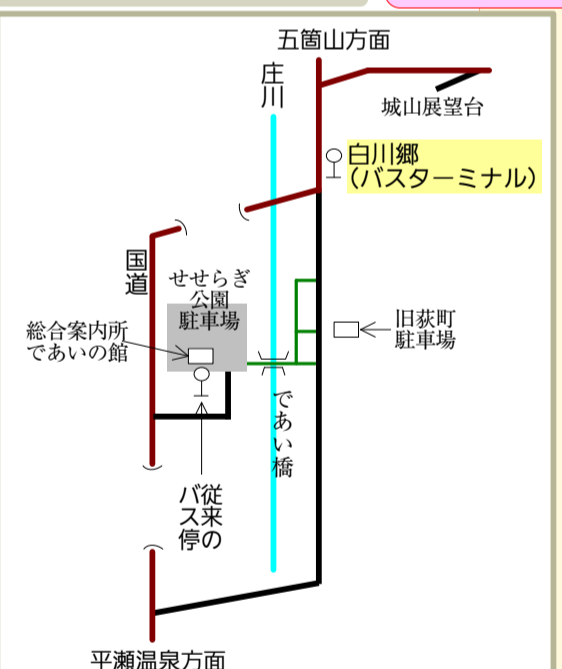 五箇山方面
庄川
城山展望台
白川郷
（バスターミナル）
国道
せせらぎ
公園
駐車場
旧荻町
駐車場
総合案内所
であいの館
であい橋
従来の
バス停
平瀬温泉方面